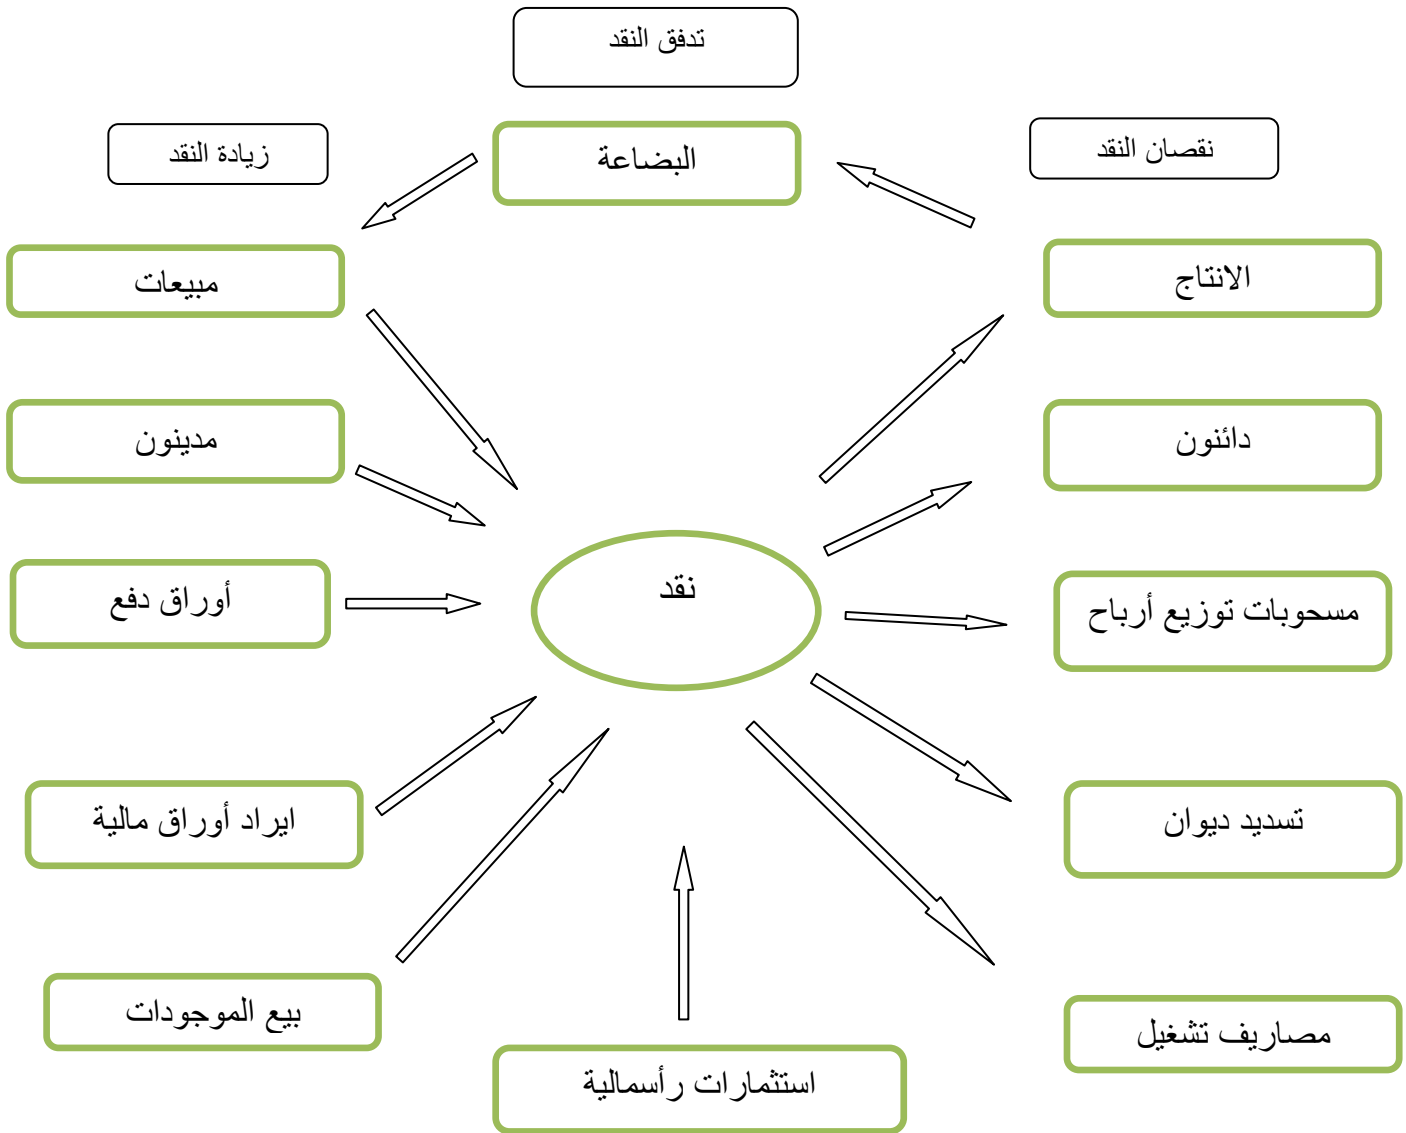 تدفق النقد
نقصان النقد
البضاعة
زيادة النقد
الانتاج
مبيعات
دائنون
مدينون
نقد
مسحوبات توزيع أرباح
أوراق دفع
تسديد ديوان
ايراد أوراق مالية
مصاريف تشغيل
بيع الموجودات
استثمارات رأسمالية